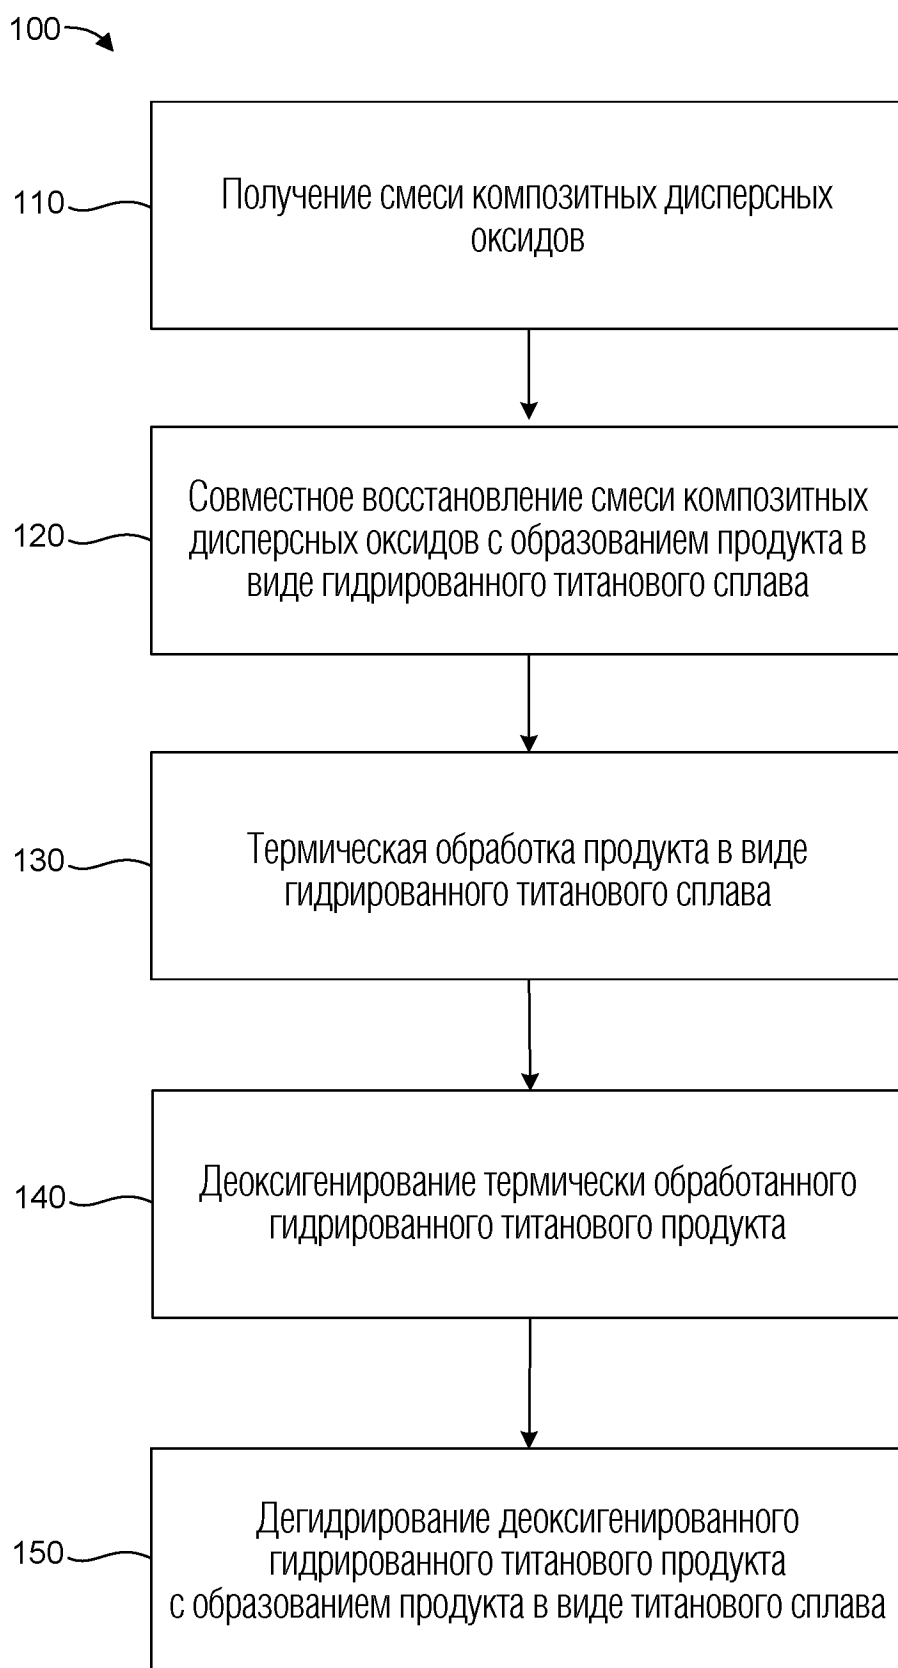 100
110
Получение смеси композитных дисперсных
оксидов
120
Совместное восстановление смеси композитных
дисперсных оксидов с образованием продукта в
виде гидрированного титанового сплава
130
Термическая обработка продукта в виде
гидрированного титанового сплава
140
Деоксигенирование термически обработанного
гидрированного титанового продукта
150
Дегидрирование деоксигенированного
гидрированного титанового продукта
с образованием продукта в виде титанового сплава